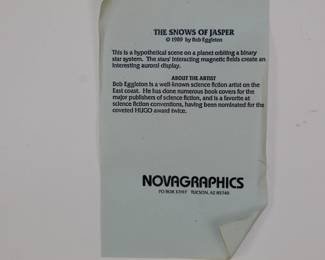 THE SNOWS OF JASPER
© 1989 by Bob Eggleton
This is a hypothetical scene on a planet orbiting a binary
star system. The stars' interacting magnetic fields create an
interesting auroral display.
ABOUT THE ARTIST
Bob Eggleton is a well-known science fiction artist on the
East coast. He has done numerous book covers for the
major publishers of science fiction, and is a favorite at
science fiction conventions, having been nominated for the
coveted HUGO award twice.
NOVAGRAPHICS
PO BOX TUCSON, AZ